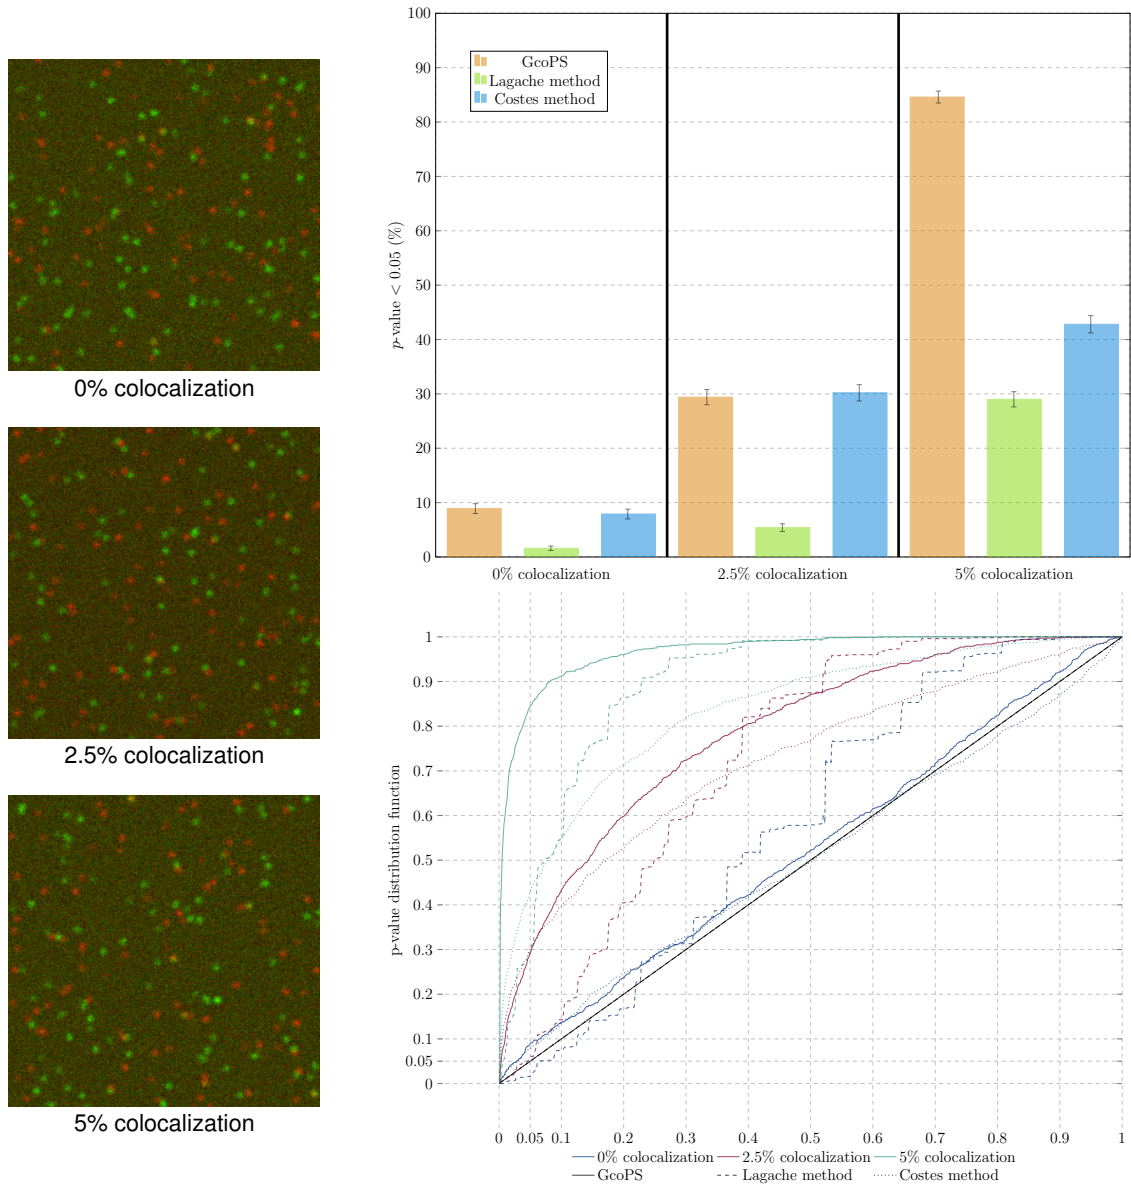 0% colocalization
2.5% colocalization
5% colocalization
100
90
80
70
60
50
40
30
20
10
0
p-value < 0.05 (%)
GcoPS
Lagache method
Costes method
0% colocalization
2.5% colocalization
5% colocalization
1
0.9
0.8
0.7
0.6
0.5
0.4
0.3
0.2
0.1
0.05
0
p-value distribution function
0 0.05 0.1 0.2 0.3 0.4 0.5 0.6 0.7 0.8 0.9 1
0% colocalization 2.5% colocalization 5% colocalization
GcoPS Lagache method Costes method